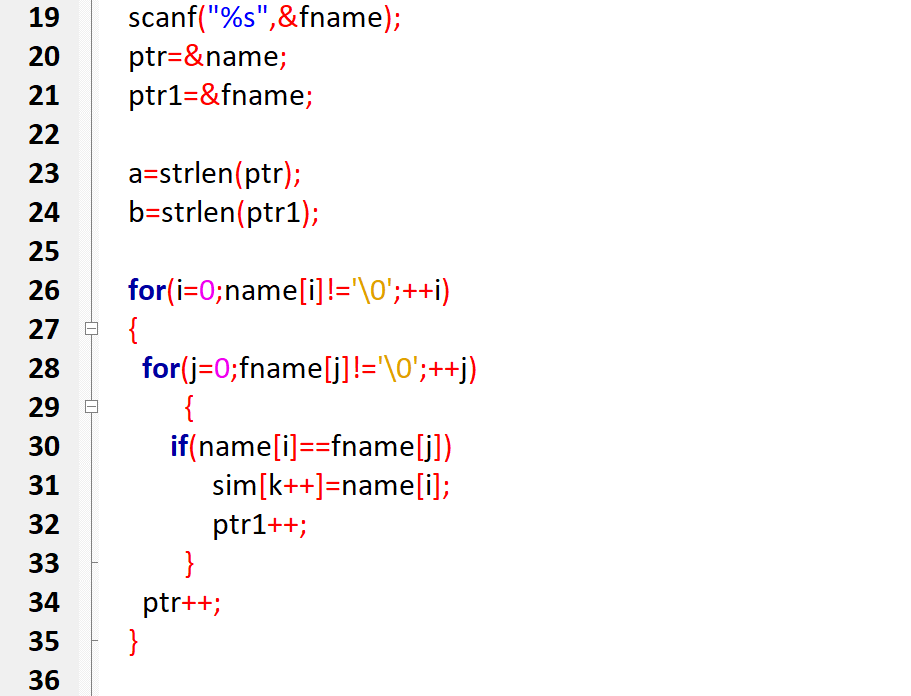 19 scanf("%s",&fname);
20 ptr=&name;
21 ptr1=&fname;
22
23 a=strlen(ptr);
24 b=strlen(ptr1);
25
26 for(i=0;name[i]!='\0';++i)
27 {
28 for(j=0;fname[j]!='\0';++j)
29 {
30 if(name[i]==fname[j])
31 sim[k++]=name[i];
32 ptr1++;
33 }
34 ptr++;
35 }
36